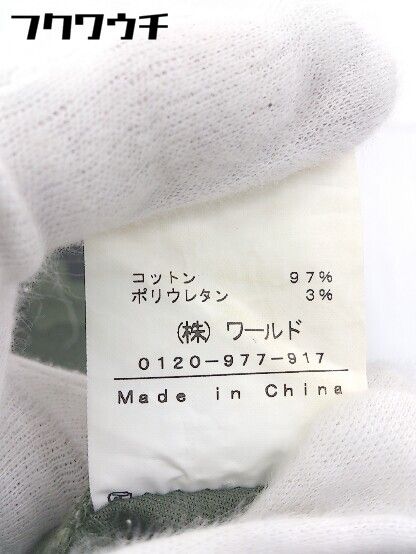 フクワウチ
コットン 97%
ポリウレタン 3%
(株)ワールド
0120-977-917
Made in China